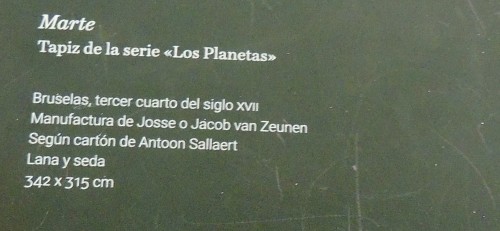 Marte
Tapiz de la serie «Los Planetas»
Bruselas, tercer cuarto del siglo XVII
Manufactura de Josse o Jacob van Zeunen
Según cartón de Antoon Sallaert
Lana y seda
342 x 315 cm